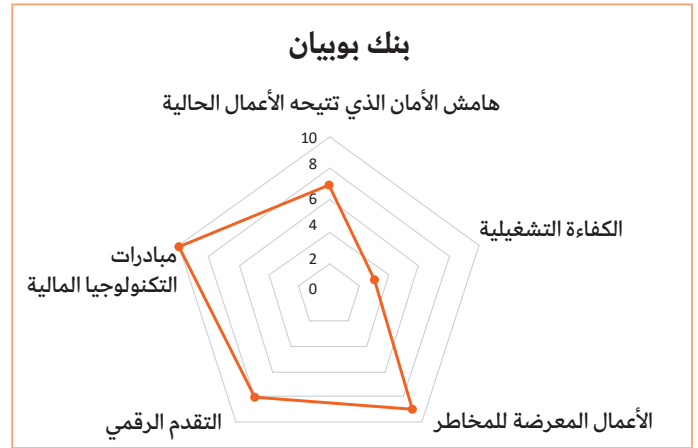 بنك بوبيان
هامش الأمان الذي تتيحه الأعمال الحالية
10
8
6
4
2
0
الكفاءة التشغيلية
مبادرات
التكنولوجيا المالية
الأعمال المعرضة للمخاطر
التقدم الرقمي